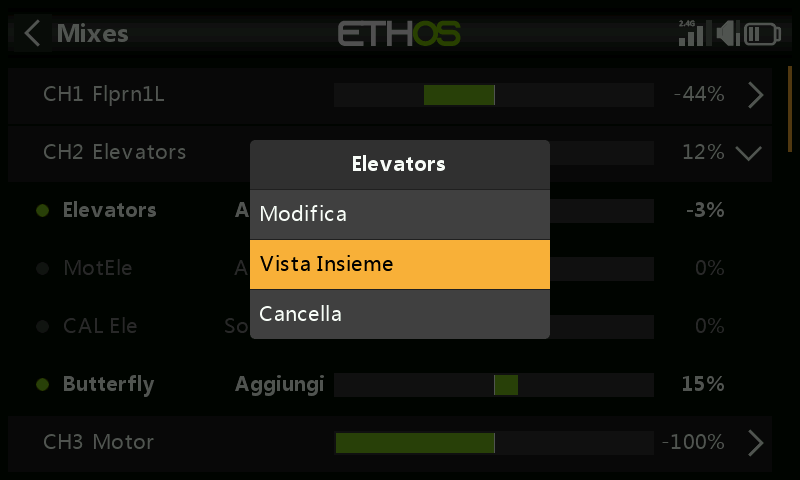 Mixes
ETHOS
2.4G
CH1 Flprn1L -44%
CH2 Elevators 12%
Elevators
Elevators A -3%
Modifica
Vista Insieme
MotEle A 0%
Cancella
CAL Ele So 0%
Butterfly Aggiungi 15%
CH3 Motor -100%